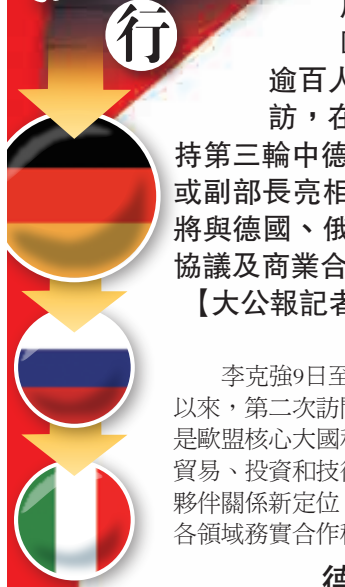 行
逾百人
訪，在
持第三輪中德
或副部長亮相
將與德國、俄
協議及商業合
【大公報記者
李克強9日至
以來，第二次訪問
是歐盟核心大國和
貿易、投資和技術
夥伴關係新定位
各領域務實合作